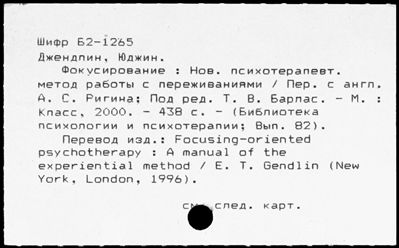 Шифр Б2-1265
Джендлин, Юджин.
Фокусирование : Нов. психотерапевт.
метод работы с переживаниями / Пер. с англ.
А. С. Ригина; Под ред. Т. В. Барлас. - М. :
Класс, 2000. - 438 с. - (Библиотека
психологии и психотерапии; Вып. 82).
Перевод изд.: Focusing-oriented
psychotherapy : A manual of the
experiential method / E. T. Gendlin (New
York, London, 1996).
см. след. карт.